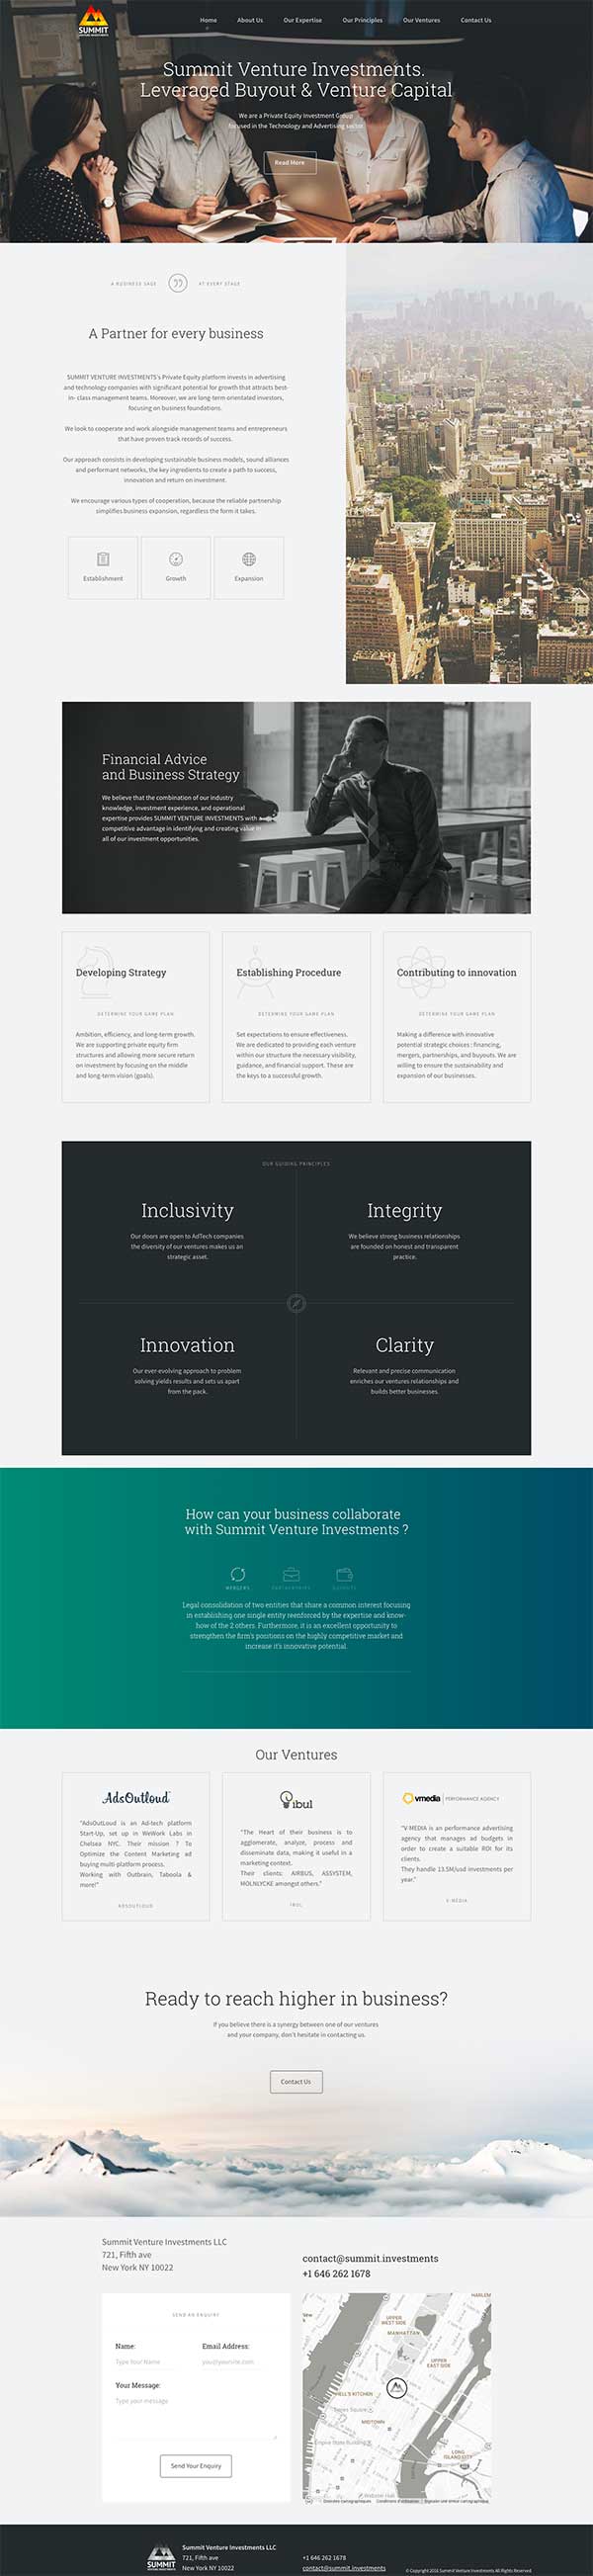 SUMMIT
VENTURE INVESTMENTS
Home About Us Our Expertise Our Principles Our Ventures Contact Us
Summit Venture Investments.
Leveraged Buyout & Venture Capital
We are a Private Equity Investment Group
focused in the Technology and Advertising sector.
Read More
A BUSINESS SAGE AT EVERY STAGE
A Partner for every business
SUMMIT VENTURE INVESTMENTS's Private Equity platform invests in advertising
and technology companies with significant potential for growth that attracts best-
in- class management teams. Moreover, we are long-term orientated investors,
focusing on business foundations.
We look to cooperate and work alongside management teams and entrepreneurs
that have proven track records of success.
Our approach consists in developing sustainable business models, sound alliances
and performant networks, the key ingredients to create a path to success,
innovation and return on investment.
We encourage various types of cooperation, because the reliable partnership
simplifies business expansion, regardless the form it takes.
Establishment Growth Expansion
Financial Advice
and Business Strategy
We believe that the combination of our industry
knowledge, investment experience, and operational
expertise provides SUMMIT VENTURE INVESTMENTS with a
competitive advantage in identifying and creating value in
all of our investment opportunities.
Developing Strategy
DETERMINE YOUR GAME PLAN
Ambition, efficiency, and long-term growth.
We are supporting private equity firm
structures and allowing more secure return
on investment by focusing on the middle
and long-term vision (goals).
Establishing Procedure
DETERMINE YOUR GAME PLAN
Set expectations to ensure effectiveness.
We are dedicated to providing each venture
within our structure the necessary visibility,
guidance, and financial support. These are
the keys to a successful growth.
Contributing to innovation
DETERMINE YOUR GAME PLAN
Making a difference with innovative
potential strategic choices : financing,
mergers, partnerships, and buyouts. We are
willing to ensure the sustainability and
expansion of our businesses.
OUR GUIDING PRINCIPLES
Inclusivity
Our doors are open to AdTech companies
the diversity of our ventures makes us an
strategic asset.
Integrity
We believe strong business relationships
are founded on honest and transparent
practice.
Innovation
Our ever-evolving approach to problem
solving yields results and sets us apart
from the pack.
Clarity
Relevant and precise communication
enriches our ventures relationships and
builds better businesses.
How can your business collaborate
with Summit Venture Investments ?
MERGERS PARTNERSHIPS BUYOUTS
Legal consolidation of two entities that share a common interest focusing
in establishing one single entity reenforced by the expertise and know-
how of the 2 others. Furthermore, it is an excellent opportunity to
strengthen the firm's positions on the highly competitive market and
increase it's innovative potential.
Our Ventures
AdsOutloud
"AdsOutLoud is an Ad-tech platform
Start-Up, set up in WeWork Labs in
Chelsea NYC. Their mission ? To
Optimize the Content Marketing ad
buying multi-platform process.
Working with Outbrain, Taboola &
more!"
ADSOUTLOUD
ibul
"The Heart of their business is to
agglomerate, analyze, process and
disseminate data, making it useful in a
marketing context.
Their clients: AIRBUS, ASSYSTEM,
MOLNLYCKE amongst others."
IBUL
vmedia PERFORMANCE AGENCY
"V MEDIA is an performance advertising
agency that manages ad budgets in
order to create a suitable ROI for its
clients.
They handle 13.5M/usd investments per
year."
V-MEDIA
Ready to reach higher in business?
If you believe there is a synergy between one of our ventures
and your company, don't hesitate in contacting us.
Contact Us
Summit Venture Investments LLC
721, Fifth ave
New York NY 10022
contact@summit.investments
+1 646 262 1678
SEND AN ENQUIRY
Name: Email Address:
Type Your Name you@yoursite.com
Your Message:
Type your message
Send Your Enquiry
HARLEM
UPPER
WEST SIDE
MANHATTAN
UPPER
EAST SIDE
HELL'S KITCHEN
Times Square
MIDTOWN
Empire State Building
LONG
ISLAND CITY
SUMMIT
VENTURE INVESTMENTS
Summit Venture Investments LLC
721, Fifth ave
New York NY 10022
+1 646 262 1678
contact@summit.investments
© Copyright 2016 Summit Venture Investments All Rights Reserved